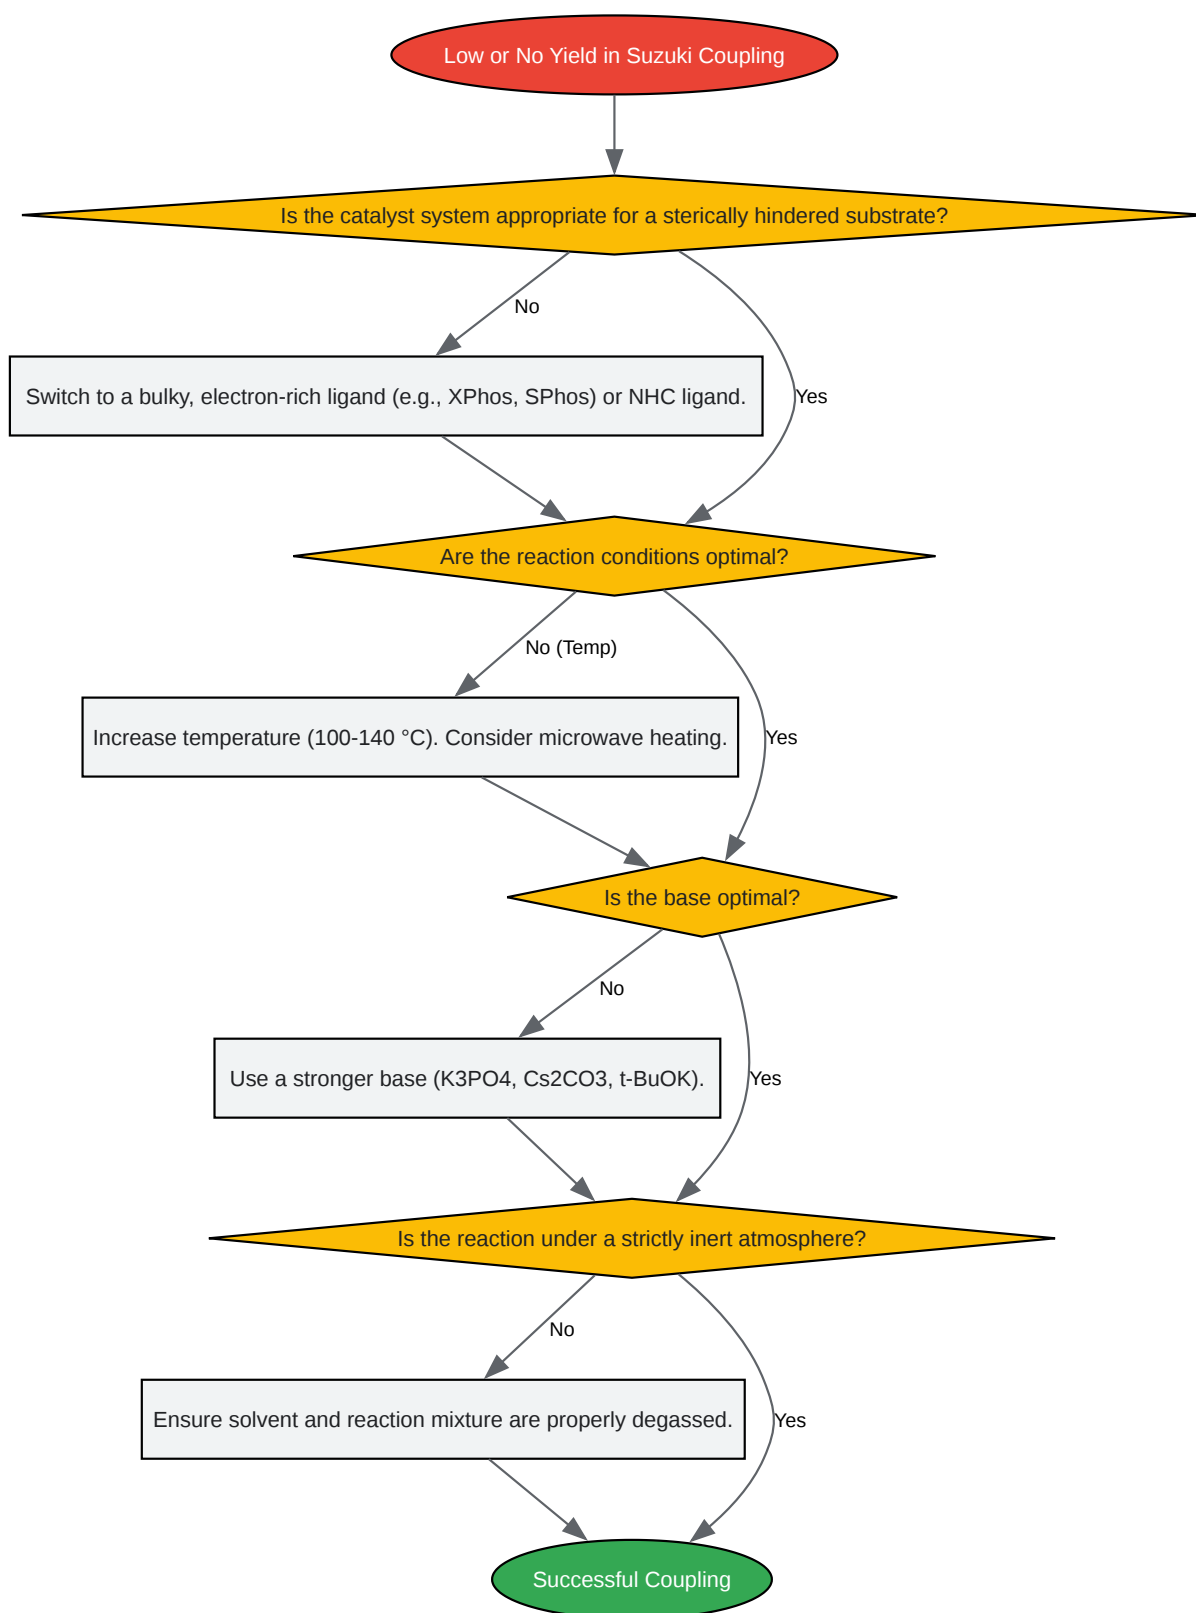 Low or No Yield in Suzuki Coupling
Is the catalyst system appropriate for a sterically hindered substrate?
No
Switch to a bulky, electron-rich ligand (e.g., XPhos, SPhos) or NHC ligand.
Yes
Are the reaction conditions optimal?
No (Temp)
Increase temperature (100-140 °C). Consider microwave heating.
Yes
Is the base optimal?
No
Use a stronger base (K3PO4, Cs2CO3, t-BuOK).
Yes
Is the reaction under a strictly inert atmosphere?
No
Ensure solvent and reaction mixture are properly degassed.
Yes
Successful Coupling